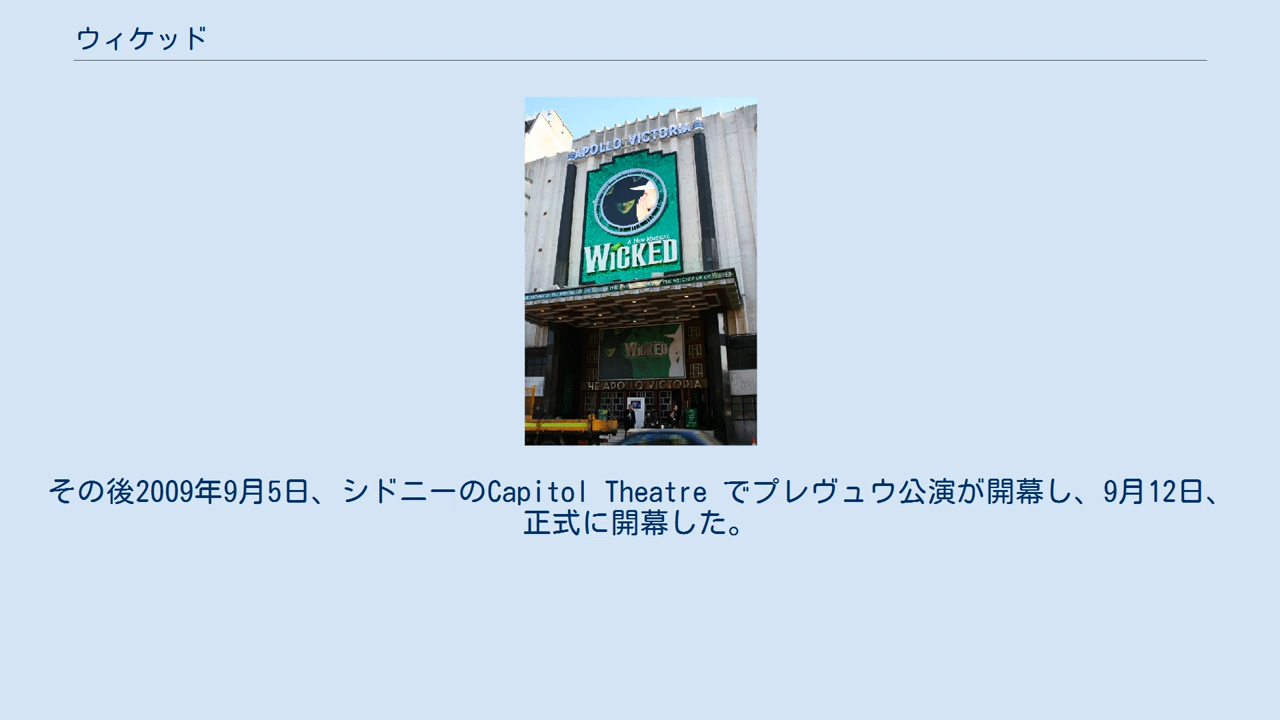 ウィケッド
APOLLO VICTORIA
A NEW MUSICAL
WICKED
WICKED
THE APOLLO VICTORIA
その後2009年9月5日、シドニーのCapitol Theatre でプレヴュウ公演が開幕し、9月12日、
正式に開幕した。